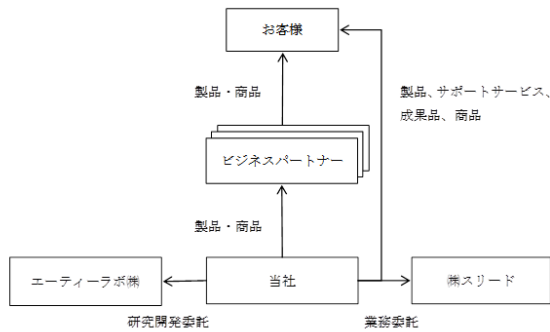 お客様
製品・商品
製品、サポートサービス、
成果品、商品
ビジネスパートナー
製品・商品
エーティーラボ㈱
当社
㈱スリード
研究開発委託
業務委託